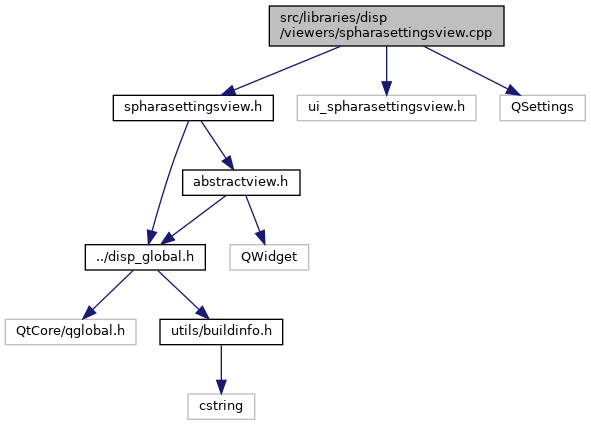 src/libraries/disp
/viewers/spharasettingsview.cpp
spharasettingsview.h
ui_spharasettingsview.h
QSettings
abstractview.h
../disp_global.h
QWidget
QtCore/qglobal.h
utils/buildinfo.h
cstring